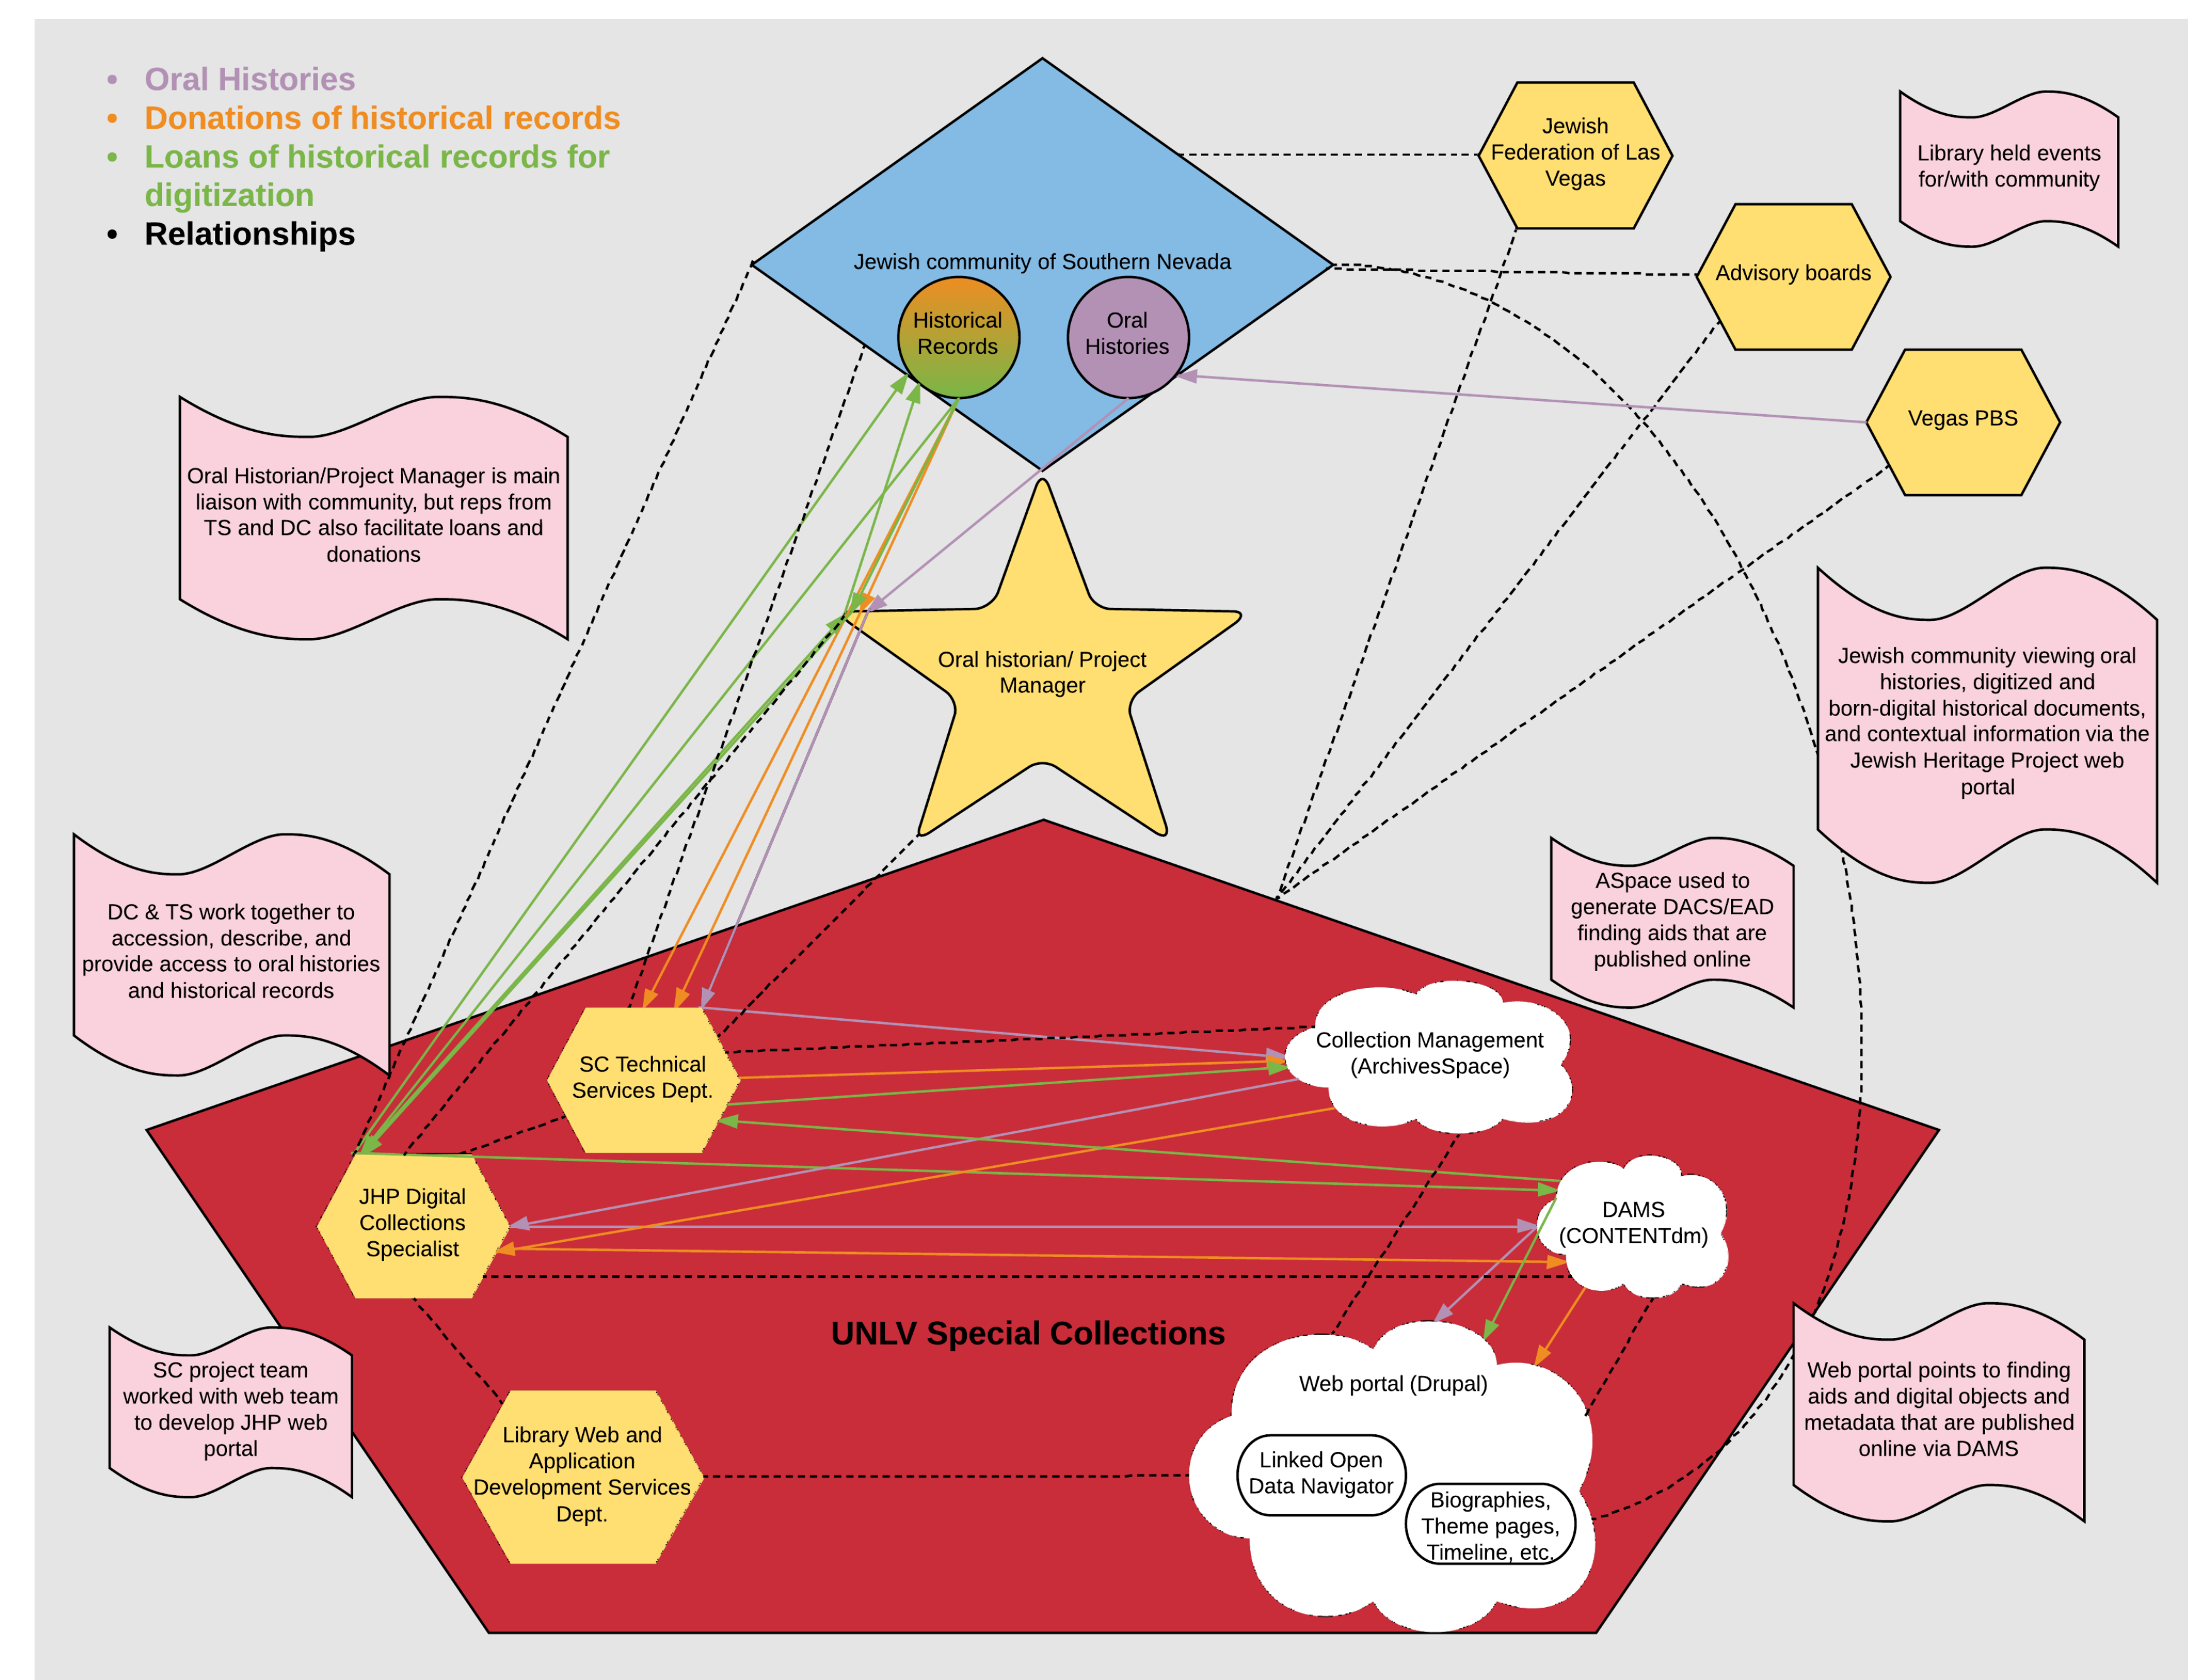 • Oral Histories
• Donations of historical records
• Loans of historical records for
digitization
• Relationships
Jewish
Federation of Las
Vegas
Library held events
for/with community
Jewish community of Southern Nevada
Advisory boards
Historical
Records
Oral
Histories
Vegas PBS
Oral Historian/Project Manager is main
liaison with community, but reps from
TS and DC also facilitate loans and
donations
Oral historian/ Project
Manager
Jewish community viewing oral
histories, digitized and
born-digital historical documents,
and contextual information via the
Jewish Heritage Project web
portal
DC & TS work together to
accession, describe, and
provide access to oral histories
and historical records
ASpace used to
generate DACS/EAD
finding aids that are
published online
SC Technical
Services Dept.
Collection Management
(ArchivesSpace)
JHP Digital
Collections
Specialist
DAMS
(CONTENTdm)
UNLV Special Collections
SC project team
worked with web team
to develop JHP web
portal
Web portal (Drupal)
Web portal points to finding
aids and digital objects and
metadata that are published
online via DAMS
Library Web and
Application
Development Services
Dept.
Linked Open
Data Navigator
Biographies,
Theme pages,
Timeline, etc.